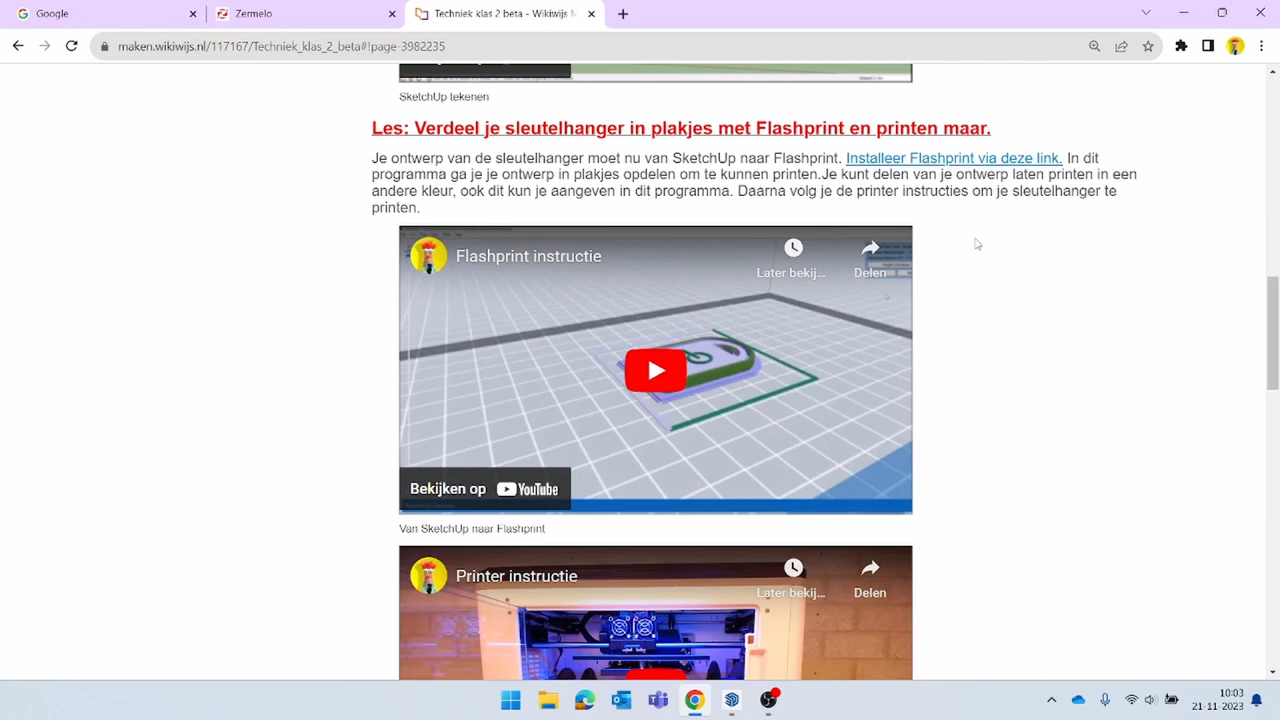 Google
Zermelo
Techniek klas 2 beta - Wikiwijs M
maken.wikiwijs.nl/117167/Techniek_klas_2_beta#!page-3982235
SketchUp tekenen
Les: Verdeel je sleutelhanger in plakjes met Flashprint en printen maar.
Je ontwerp van de sleutelhanger moet nu van SketchUp naar Flashprint. Installeer Flashprint via deze link. In dit
programma ga je je ontwerp in plakjes opdelen om te kunnen printen.Je kunt delen van je ontwerp laten printen in een
andere kleur, ook dit kun je aangeven in dit programma. Daarna volg je de printer instructies om je sleutelhanger te
printen.
Flashprint instructie
Later bekij... Delen
Bekijken op YouTube
Van SketchUp naar Flashprint
Printer instructie
Later bekij... Delen
10:03
21-11-2023